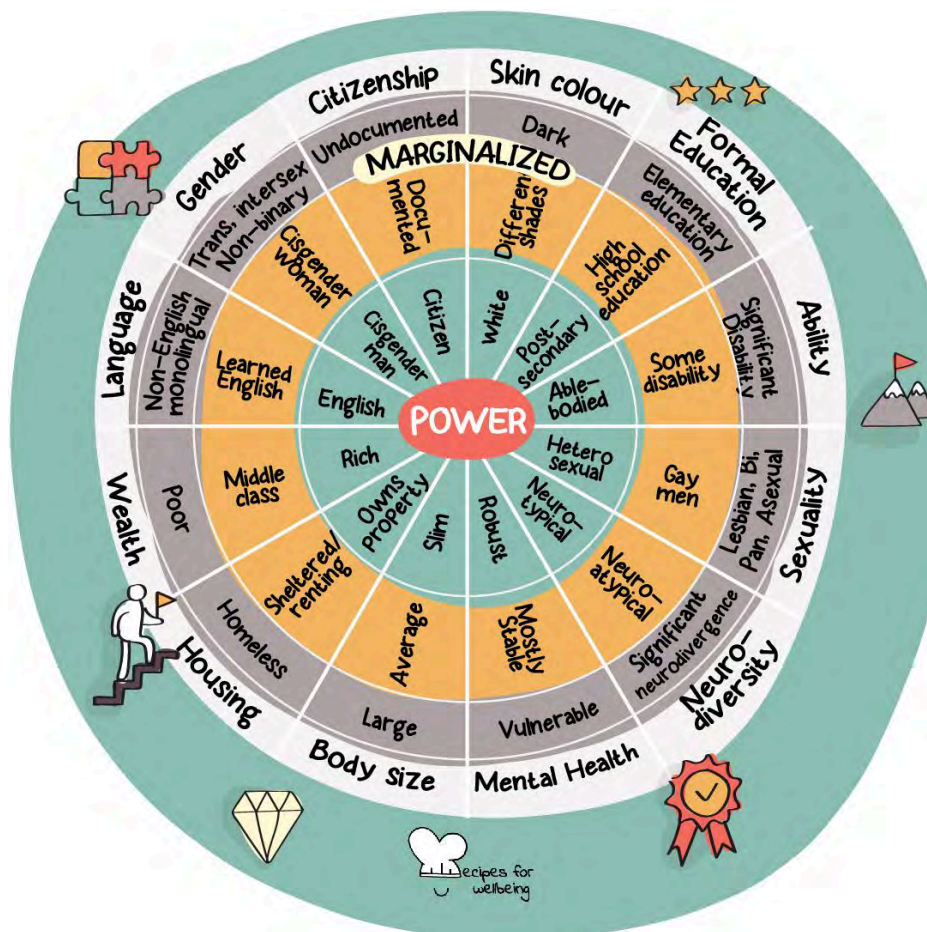 Citizenship
Undocumented
Docu-
mented
Citizen
Skin colour
Dark
Different
shades
White
Formal
Education
Elementary
education
High
school
education
Post-
secondary
Ability
Significant
Disability
Some
disability
Able-
bodied
Sexuality
Lesbian, Bi,
Pan, Asexual
Gay
men
Hetero
sexual
Neuro-
diversity
Significant
neurodivergence
Neuro-
atypical
Neuro-
typical
Mental Health
Vulnerable
Mostly
Stable
Robust
Body size
Large
Average
Slim
Housing
Homeless
Sheltered/
renting
Owns
Property
Wealth
Poor
Middle
class
Rich
Language
Non-English
monolingual
Learned
English
English
Gender
Trans, intersex
Non-binary
Cisgender
woman
Cisgender
man
MARGINALIZED
POWER
Recipes for
wellbeing